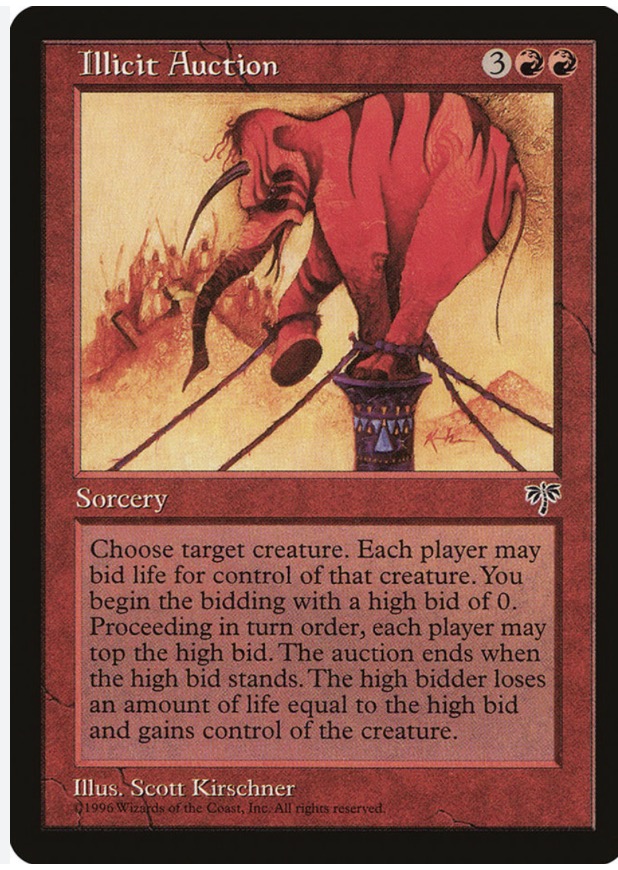 Illicit Auction
3
Sorcery
Choose target creature. Each player may
bid life for control of that creature. You
begin the bidding with a high bid of 0.
Proceeding in turn order, each player may
top the high bid. The auction ends when
the high bid stands. The high bidder loses
an amount of life equal to the high bid
and gains control of the creature.
Illus. Scott Kirschner
©1996 Wizards of the Coast, Inc. All rights reserved.